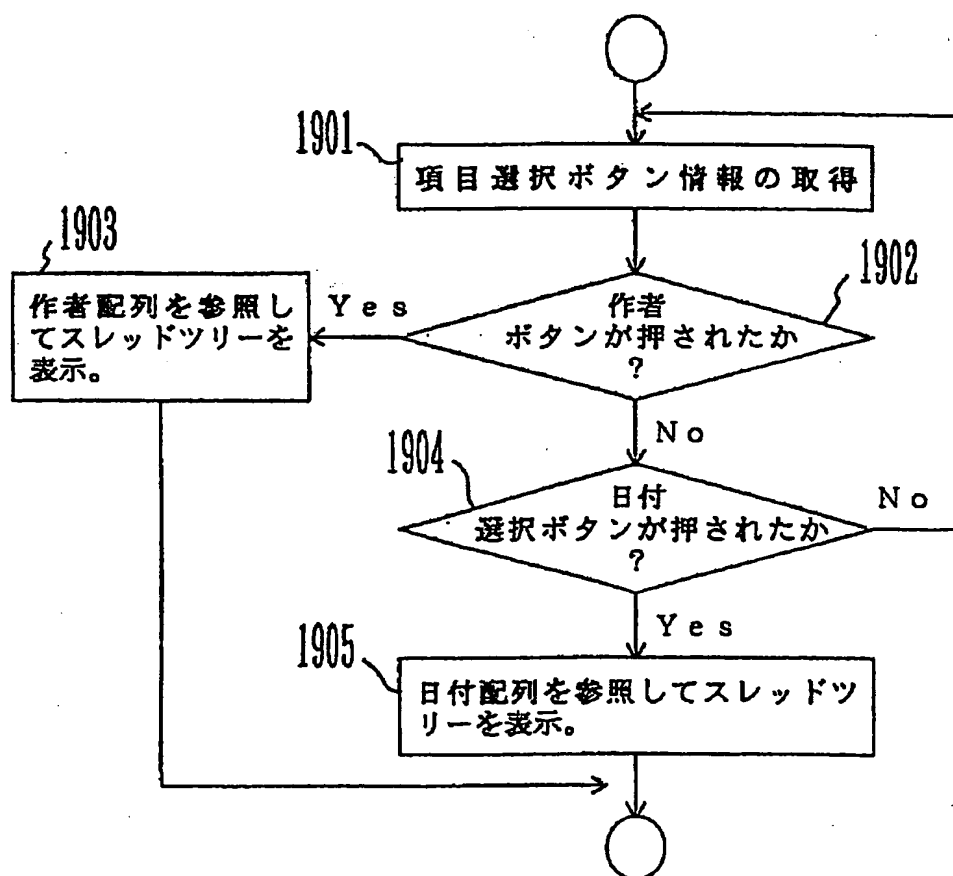 1901
項目選択ボタン情報の取得
1903
作者配列を参照し
てスレッドツリーを
表示。
Yes
1902
作者
ボタンが押されたか
?
No
1904
日付
選択ボタンが押されたか
?
No
Yes
1905
日付配列を参照してスレッドツ
リーを表示。